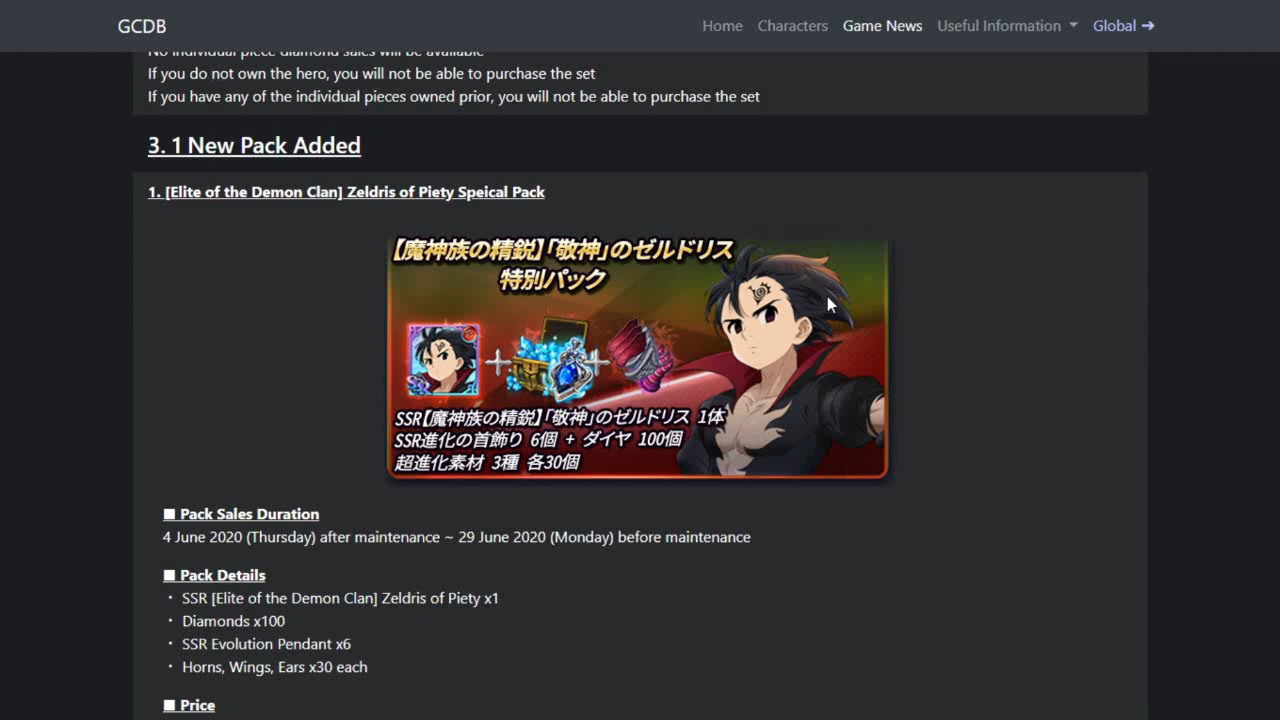 GCDB
Home Characters Game News Useful Information Global ➔
No individual piece diamond sales will be available
If you do not own the hero, you will not be able to purchase the set
If you have any of the individual pieces owned prior, you will not be able to purchase the set
3. 1 New Pack Added
1. [Elite of the Demon Clan] Zeldris of Piety Speical Pack
【魔神族の精鋭】「敬神」のゼルドリス
特別パック
SSR【魔神族の精鋭】「敬神」のゼルドリス 1体
SSR進化の首飾り 6個 + ダイヤ 100個
超進化素材 3種 各30個
■ Pack Sales Duration
4 June 2020 (Thursday) after maintenance ~ 29 June 2020 (Monday) before maintenance
■ Pack Details
・ SSR [Elite of the Demon Clan] Zeldris of Piety x1
・ Diamonds x100
・ SSR Evolution Pendant x6
・ Horns, Wings, Ears x30 each
■ Price